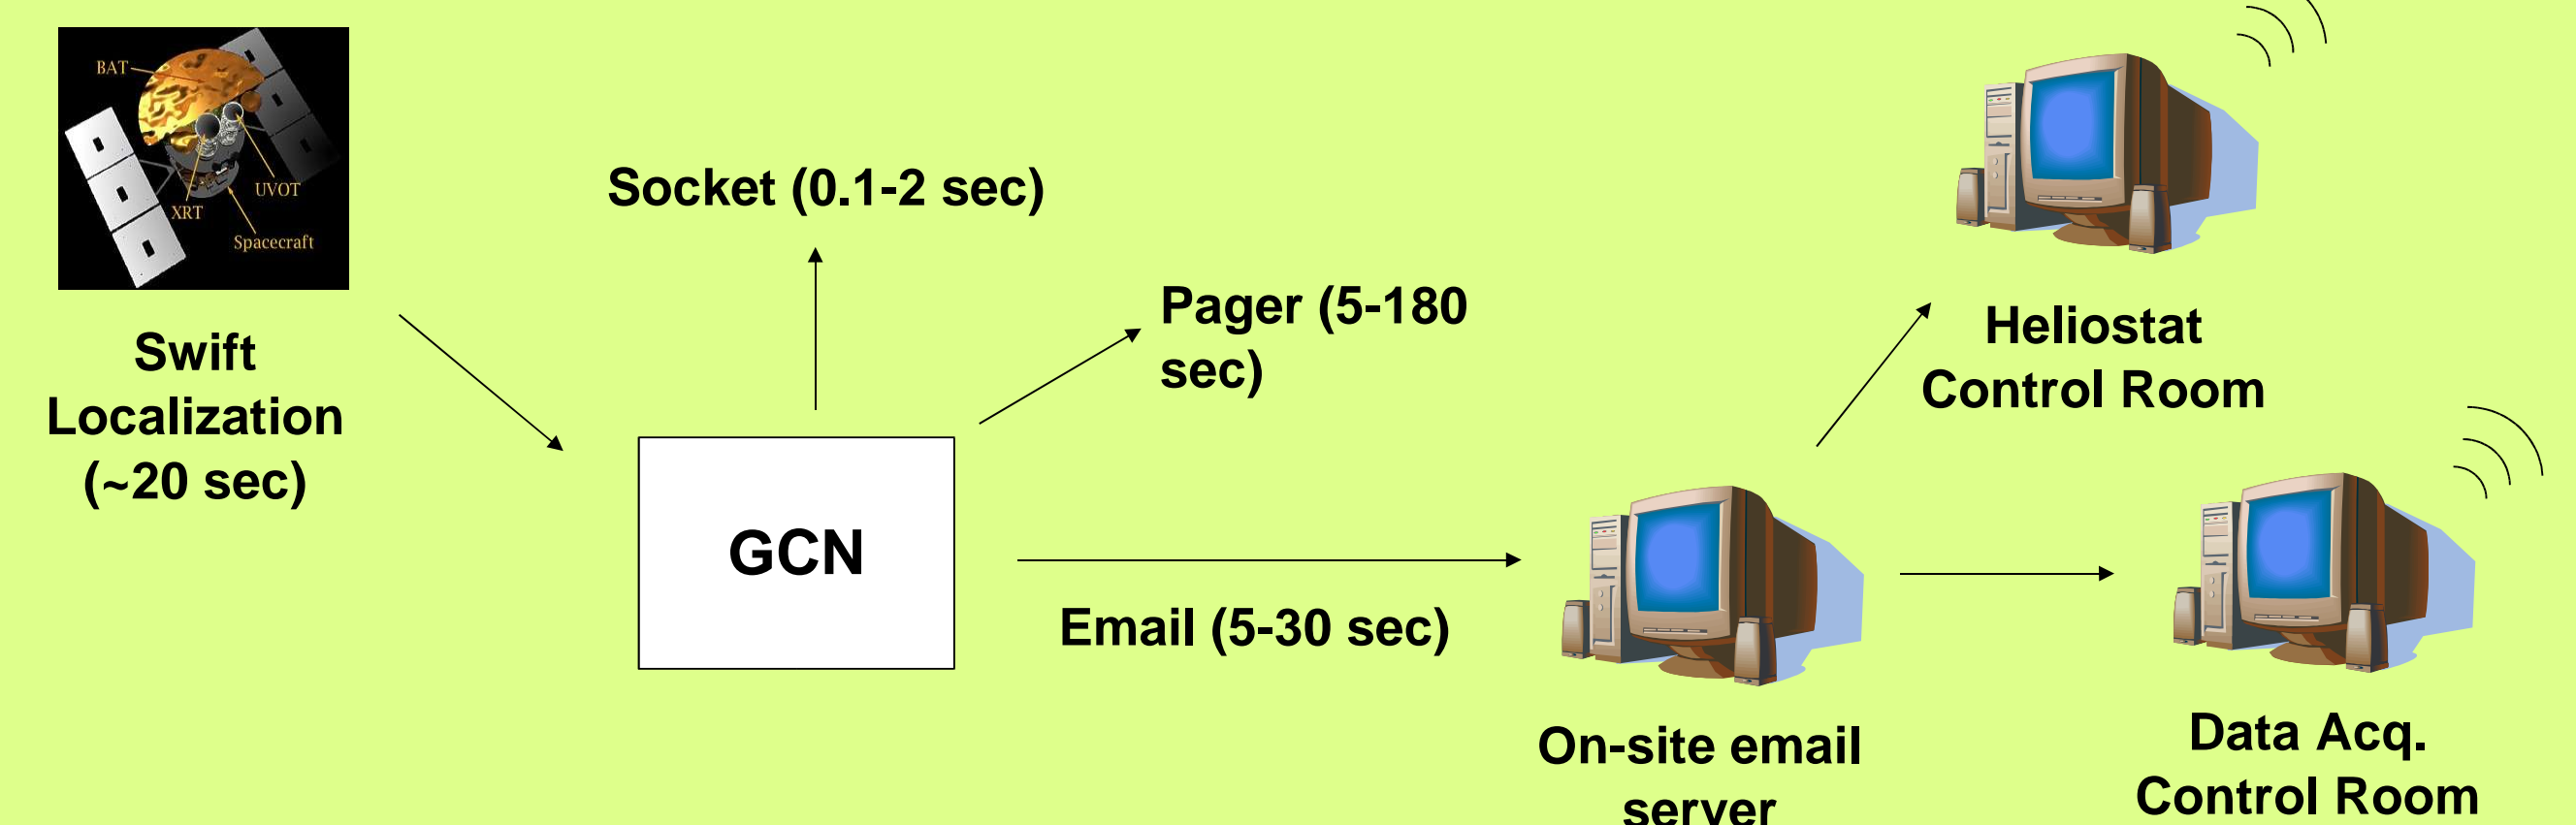 BAT
UVOT
XRT
Spacecraft
Swift
Localization
(~20 sec)
Socket (0.1-2 sec)
Pager (5-180
sec)
GCN
Email (5-30 sec)
On-site email
server
Heliostat
Control Room
Data Acq.
Control Room